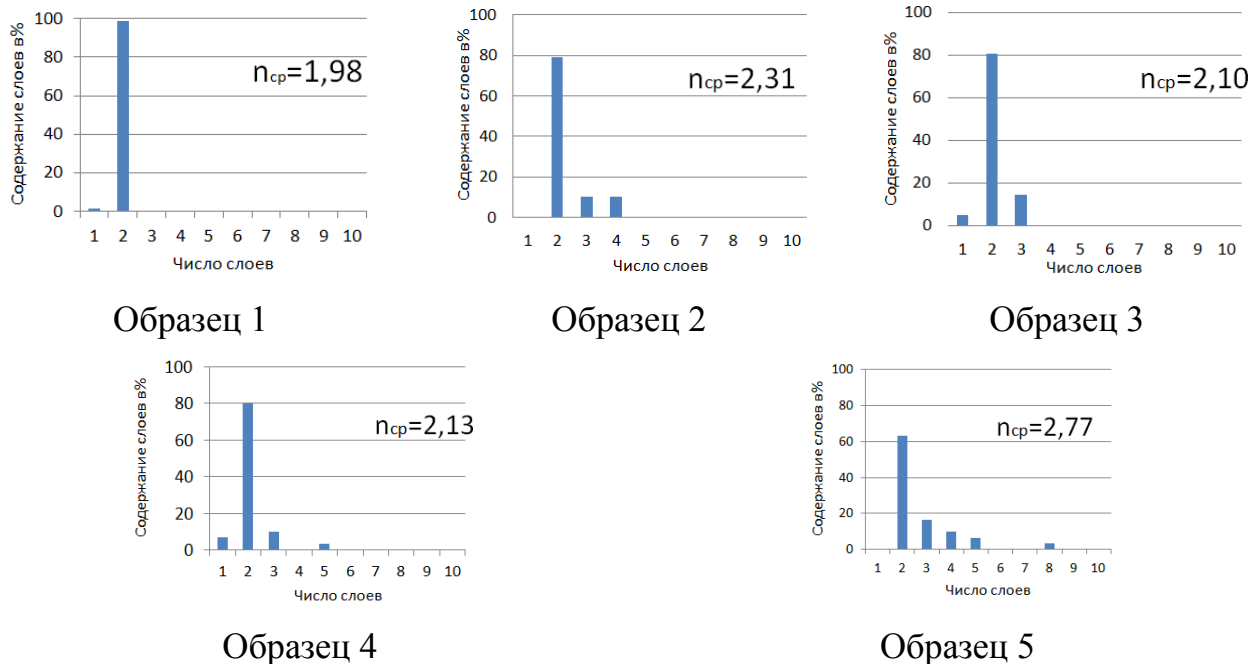 Содержание слоев в%
100
80
60
40
20
0
nср=1,98
1 2 3 4 5 6 7 8 9 10
Число слоев
Образец 1
Содержание слоев в%
100
80
60
40
20
0
nср=2,31
1 2 3 4 5 6 7 8 9 10
Число слоев
Образец 2
Содержание слоев в%
100
80
60
40
20
0
nср=2,10
1 2 3 4 5 6 7 8 9 10
Число слоев
Образец 3
Содержание слоев в%
100
80
60
40
20
0
nср=2,13
1 2 3 4 5 6 7 8 9 10
Число слоев
Образец 4
Содержание слоев в%
100
80
60
40
20
0
nср=2,77
1 2 3 4 5 6 7 8 9 10
Число слоев
Образец 5